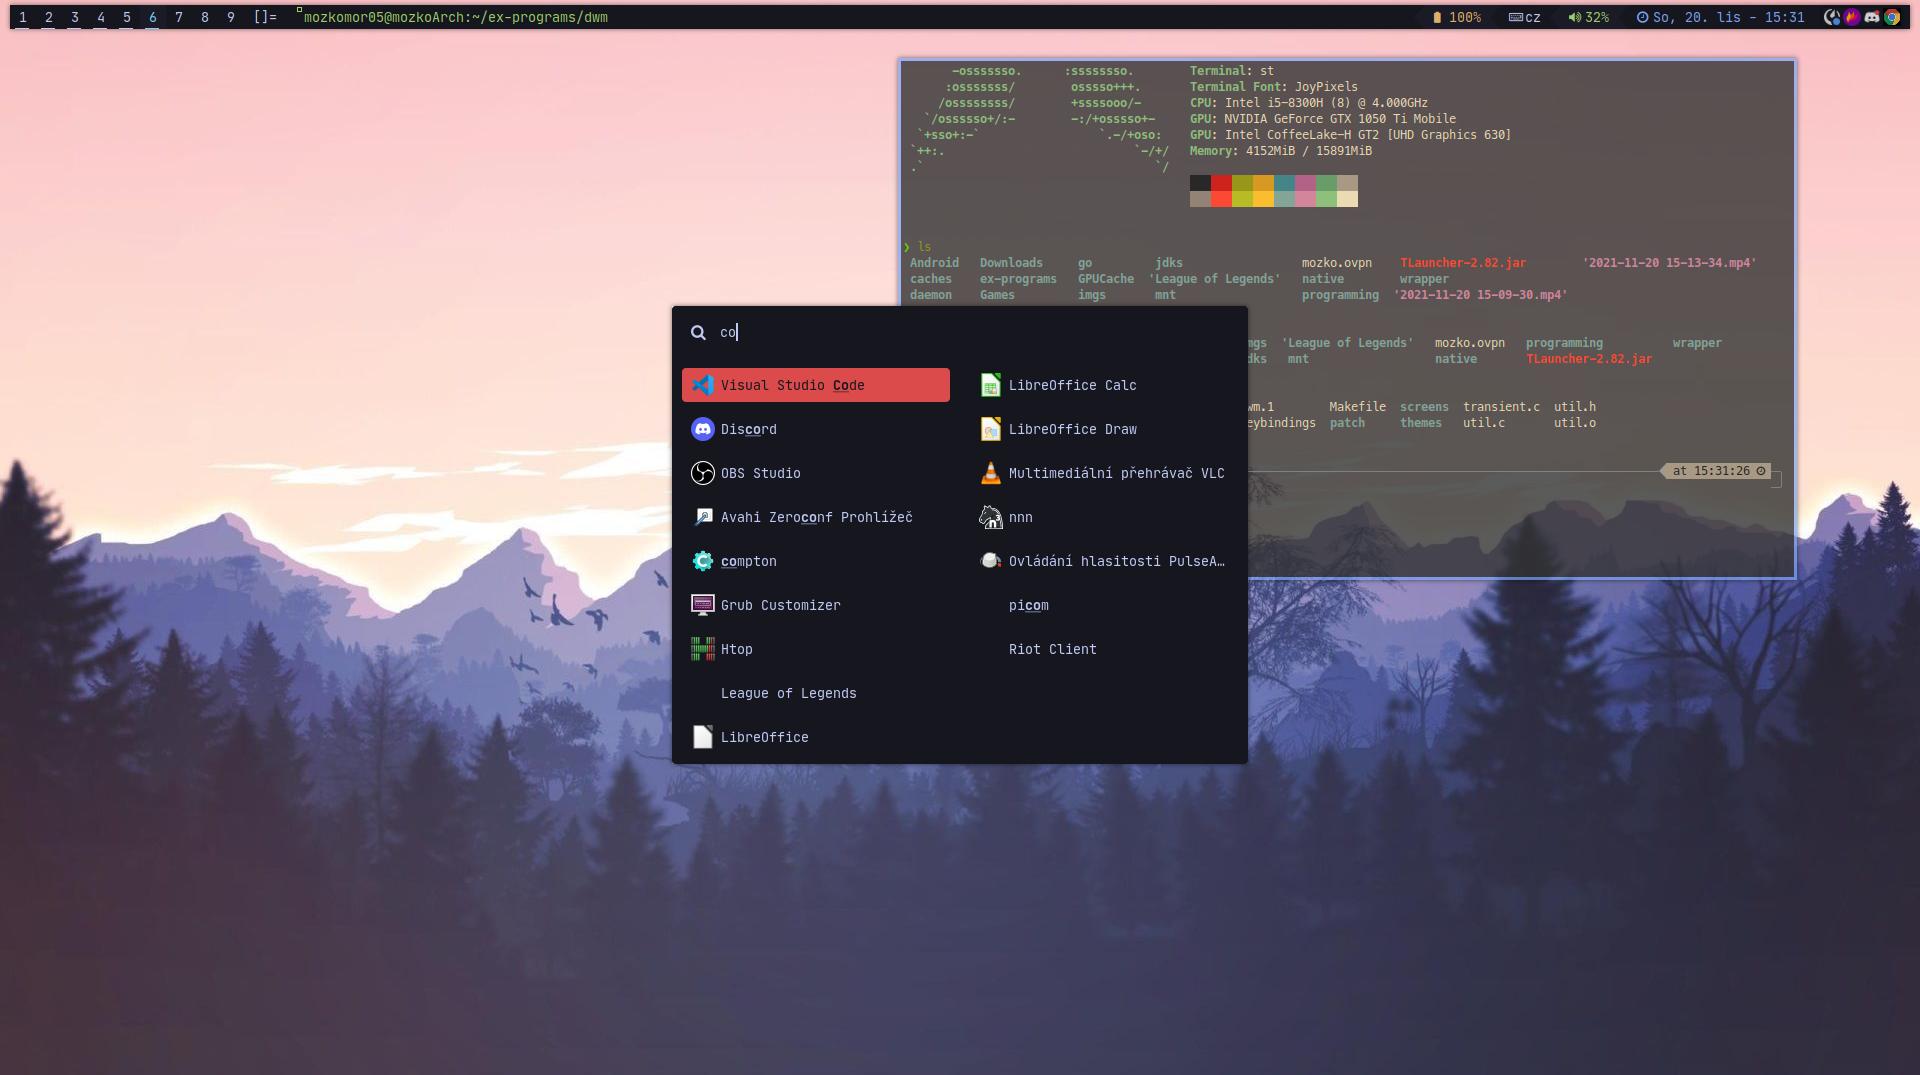 1 2 3 4 5 6 7 8 9 []= mozkomor05@mozkoArch:~/ex-programs/dwm 100% cz 32% So, 20. lis - 15:31
-osssssso. :ssssssso. Terminal: st
:osssssss/ osssso+++. Terminal Font: JoyPixels
/ossssssss/ +ssssooo/- CPU: Intel i5-8300H (8) @ 4.000GHz
`/ossssso+/:- -:/+osssso+- GPU: NVIDIA GeForce GTX 1050 Ti Mobile
`+sso+:-` `.-/+oso: GPU: Intel CoffeeLake-H GT2 [UHD Graphics 630]
`++:. `-/+/ Memory: 4152MiB / 15891MiB
.` `/
❯ ls
Android Downloads go jdks mozko.ovpn TLauncher-2.82.jar '2021-11-20 15-13-34.mp4'
caches ex-programs GPUCache 'League of Legends' native wrapper
daemon Games imgs mnt programming '2021-11-20 15-09-30.mp4'
mgs 'League of Legends' mozko.ovpn programming wrapper
dks mnt native TLauncher-2.82.jar
wm.1 Makefile screens transient.c util.h
eybindings patch themes util.c util.o
at 15:31:26
co
Visual Studio Code
Discord
OBS Studio
Avahi Zeroconf Prohlížeč
compton
Grub Customizer
Htop
League of Legends
LibreOffice
LibreOffice Calc
LibreOffice Draw
Multimediální přehrávač VLC
nnn
Ovládání hlasitosti PulseA…
picom
Riot Client